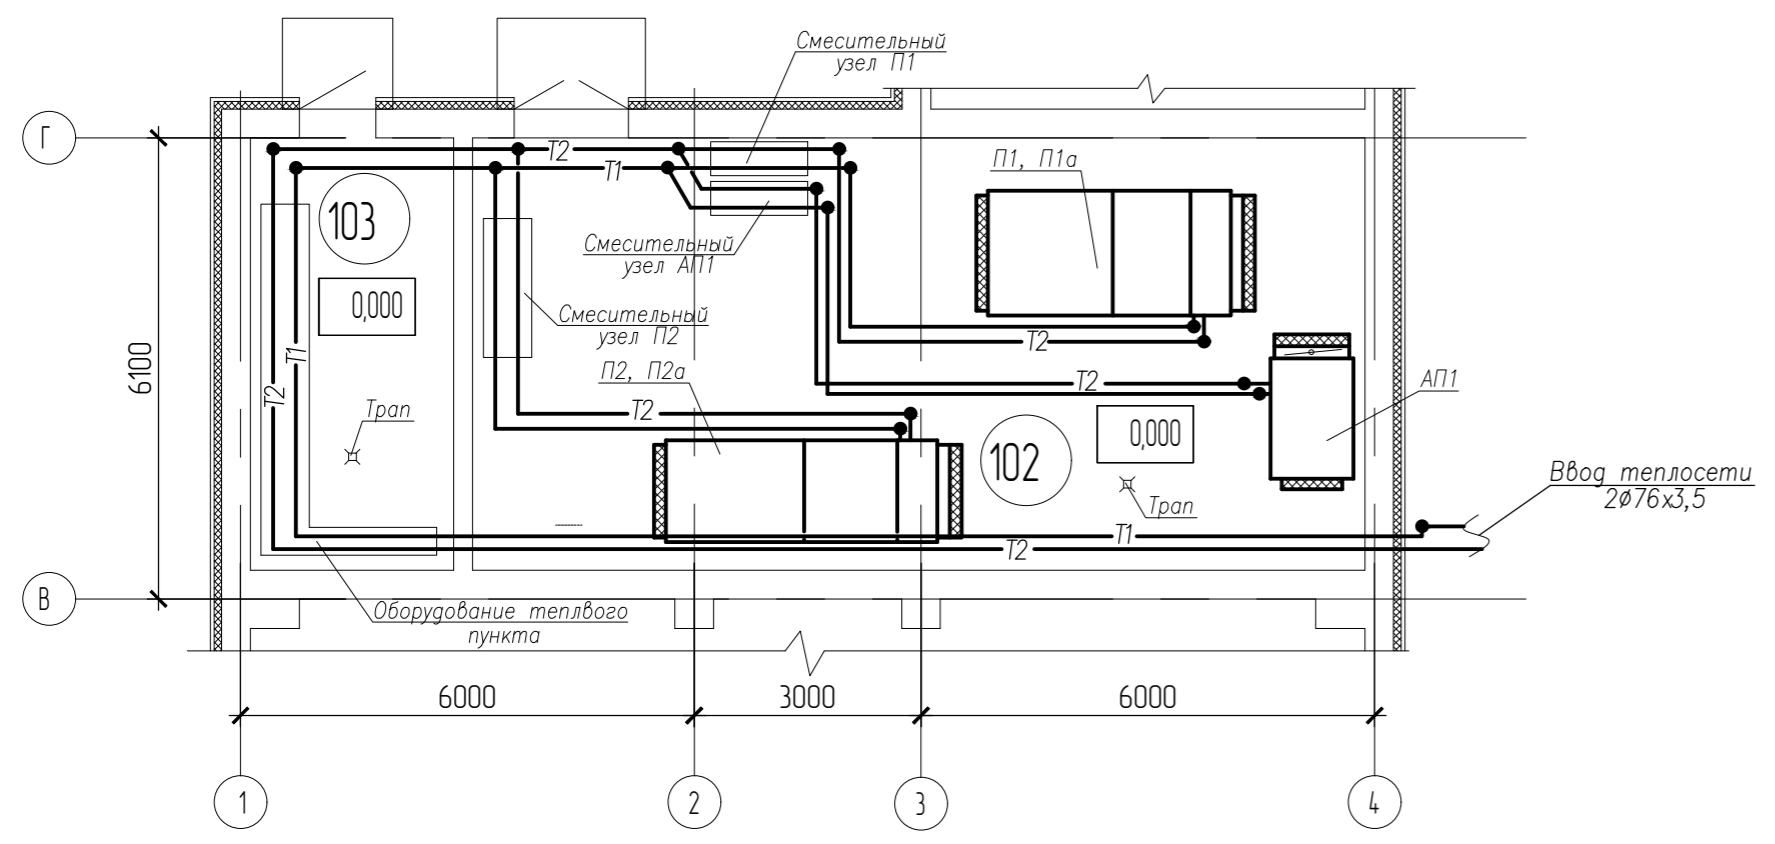 Смесительный
узел П1
Г
Т2
Т1
П1, П1а
103
Смесительный
узел АП1
0,000
Смесительный
узел П2
Т2
6100
Т1
Т2
П2, П2а
Т2
АП1
Трап
Т2
0,000
102
Ввод теплосети
2ø76х3,5
Трап
Т1
Т2
В
Оборудование теплвого
пункта
6000
3000
6000
1
2
3
4